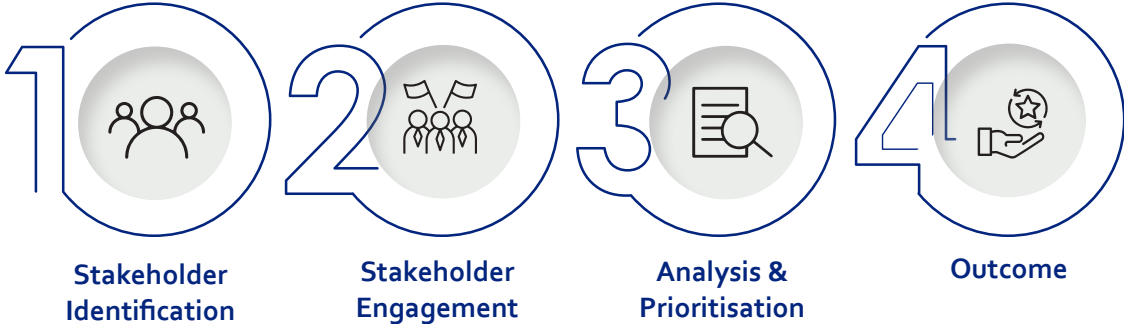 1
Stakeholder
Identification
2
Stakeholder
Engagement
3
Analysis &
Prioritisation
4
Outcome